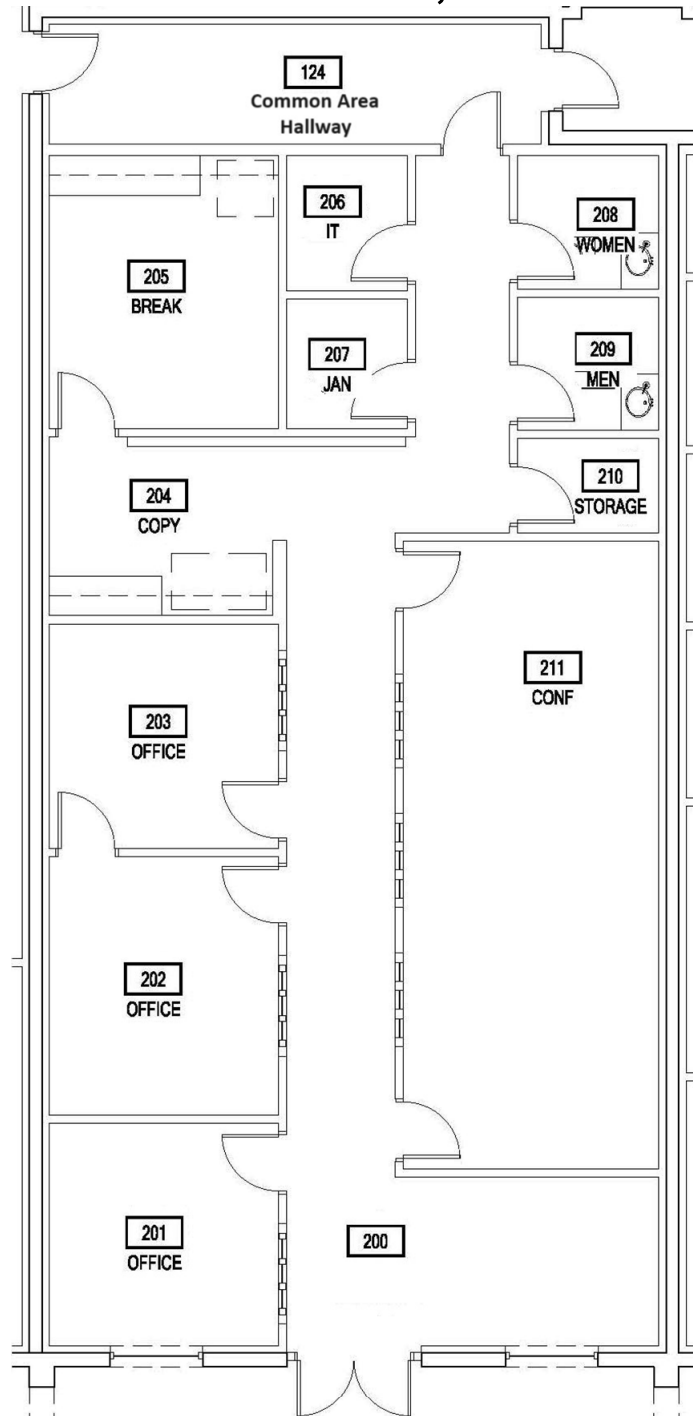 124
Common Area
Hallway
206
IT
208
WOMEN
205
BREAK
207
JAN
209
MEN
204
COPY
210
STORAGE
211
CONF
203
OFFICE
202
OFFICE
201
OFFICE
200